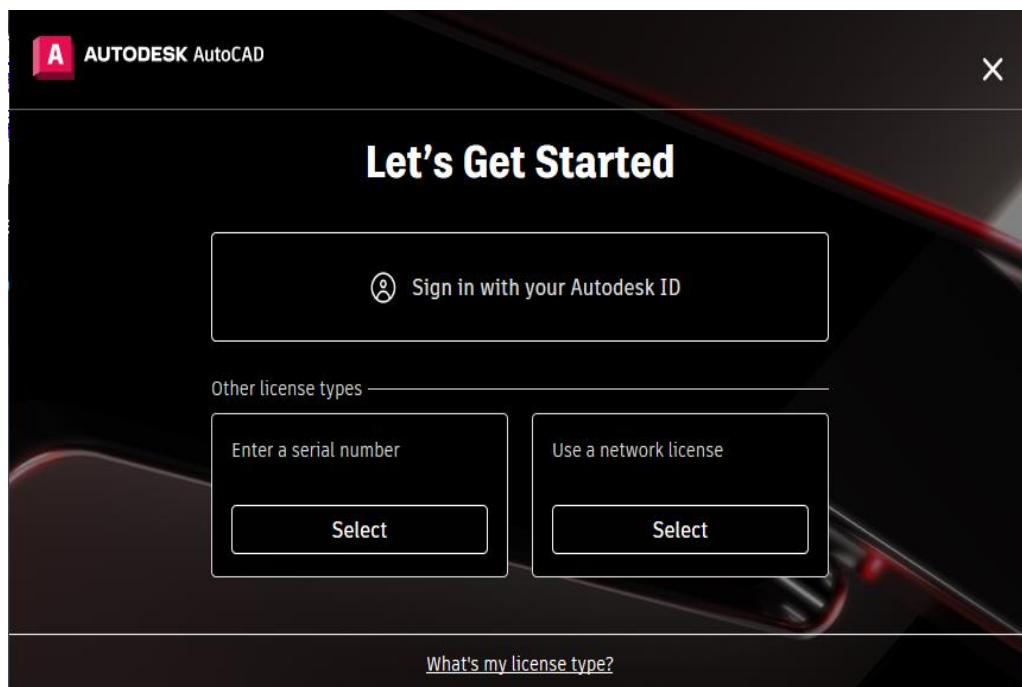 A AUTODESK AutoCAD
Let's Get Started
Sign in with your Autodesk ID
Other license types
Enter a serial number
Select
Use a network license
Select
What's my license type?